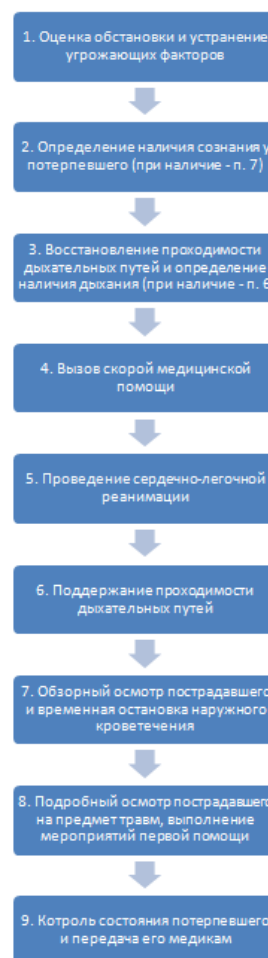 1. Оценка обстановки и устранение
угрожающих факторов
2. Определение наличия сознания у
потерпевшего (при наличие - п. 7)
3. Восстановление проходимости
дыхательных путей и определение
наличия дыхания (при наличие - п. 6
4. Вызов скорой медицинской
помощи
5. Проведение сердечно-легочной
реанимации
6. Поддержание проходимости
дыхательных путей
7. Обзорный осмотр пострадавшего
и временная остановка наружного
кроветечения
8. Подробный осмотр пострадавшего
на предмет травм, выполнение
мероприятий первой помощи
9. Котроль состояния потерпевшего
и передача его медикам